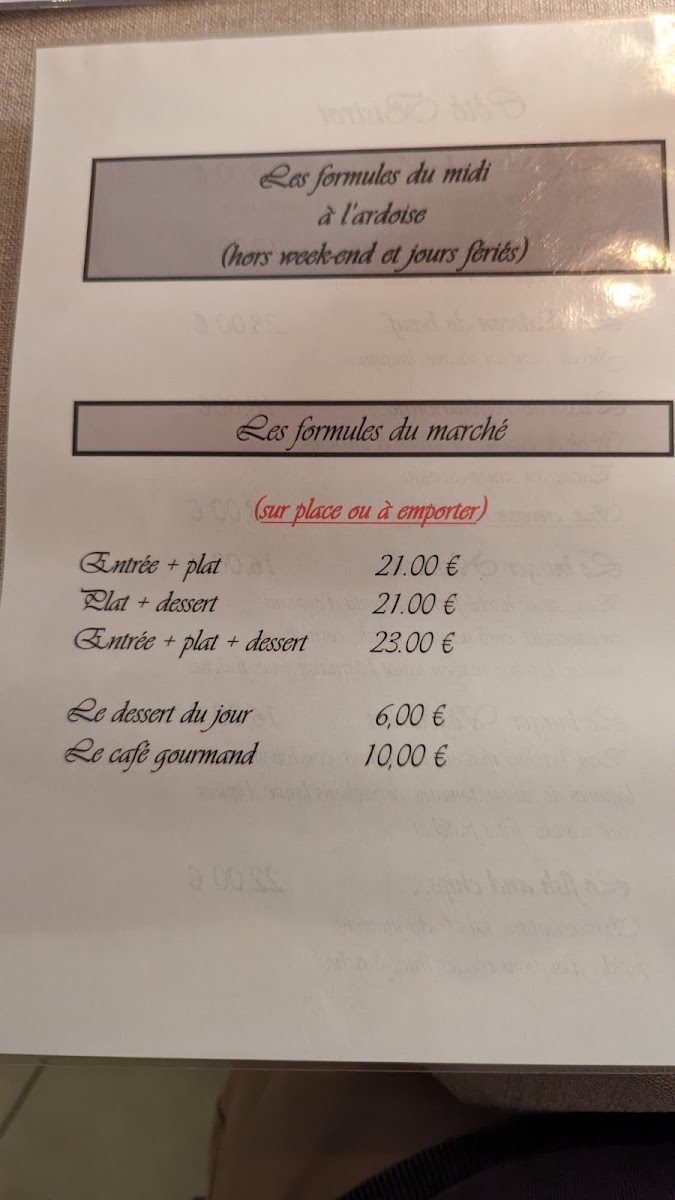 Les formules du midi
à l'ardoise
(hors week-end et jours fériés)
Les formules du marché
(sur place ou à emporter)
Entrée + plat 21.00 €
Plat + dessert 21.00 €
Entrée + plat + dessert 23.00 €
Le dessert du jour 6,00 €
Le café gourmand 10,00 €